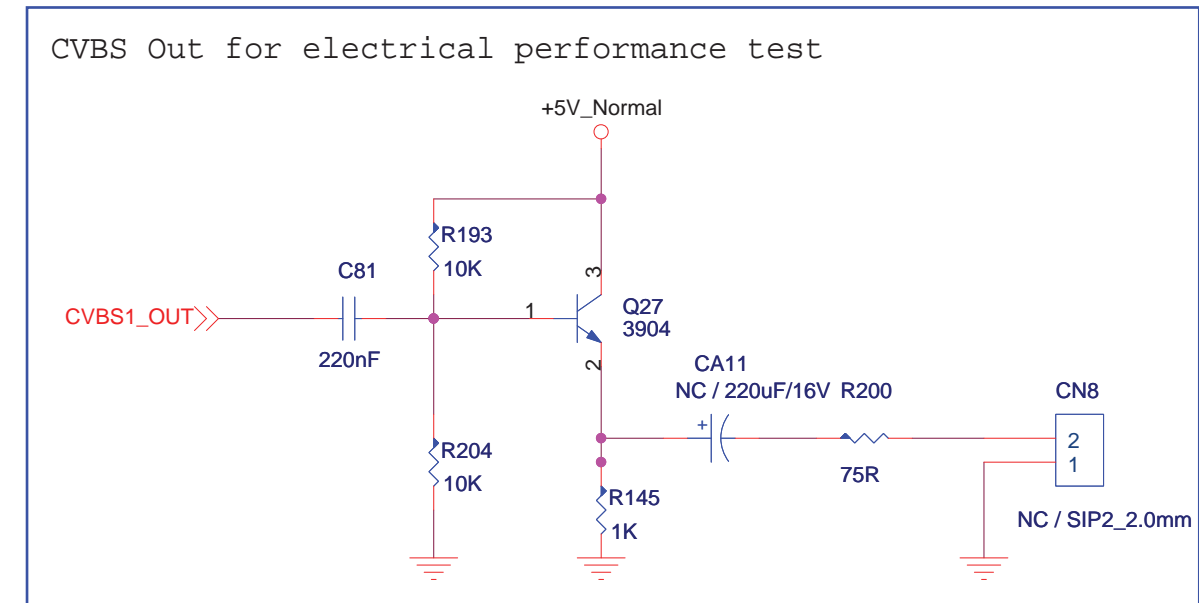 CVBS Out for electrical performance test
+5V_Normal
R193
10K
C81
3
CVBS1_OUT
1
Q27
3904
220nF
2
CA11
NC / 220uF/16V
R200
CN8
+
2
1
R204
10K
75R
R145
1K
NC / SIP2_2.0mm